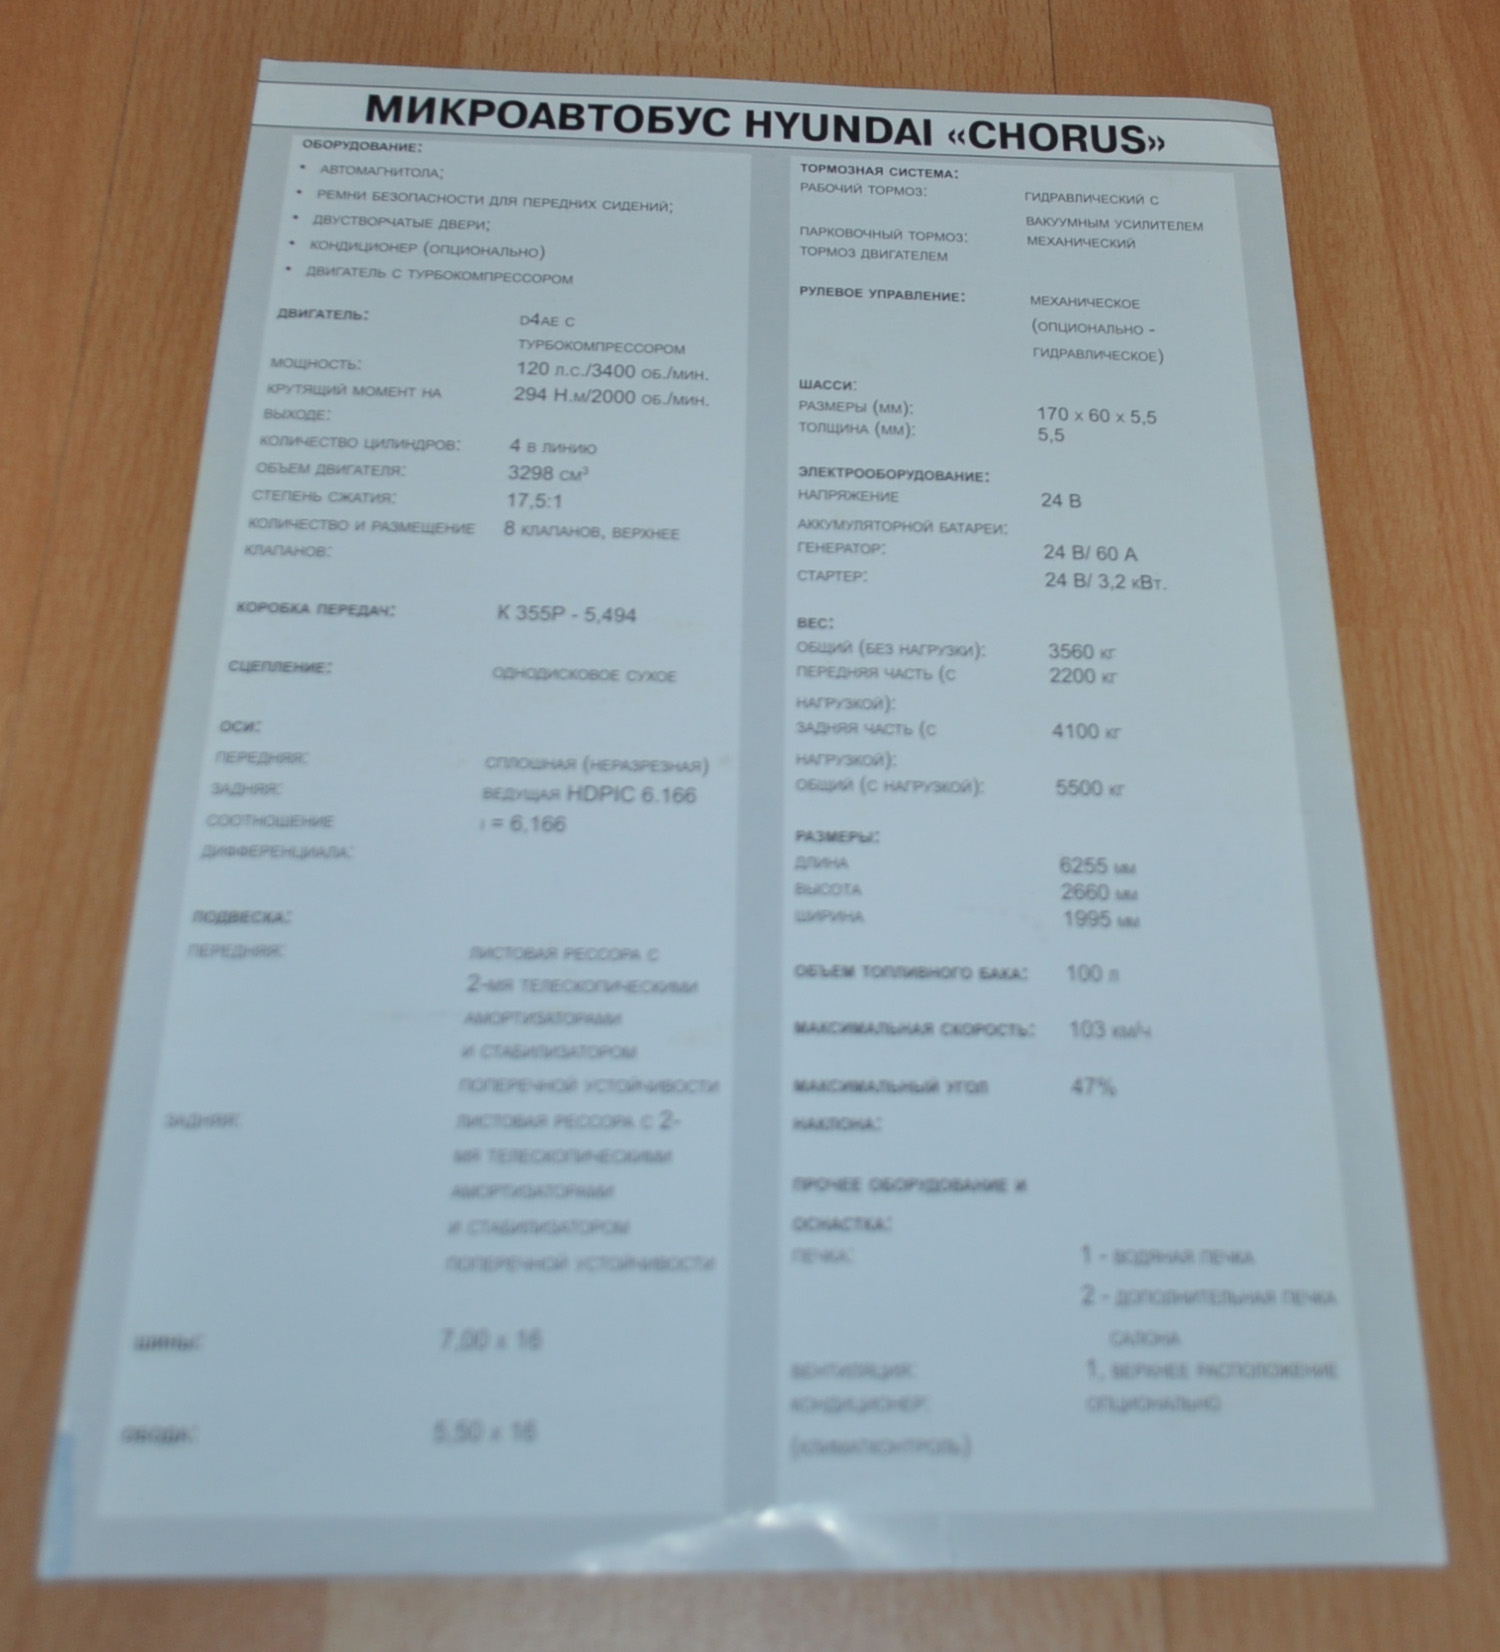 МИКРОАВТОБУС HYUNDAI «CHORUS»
ОБОРУДОВАНИЕ:
• АВТОМАГНИТОЛА;
• РЕМНИ БЕЗОПАСНОСТИ ДЛЯ ПЕРЕДНИХ СИДЕНИЙ;
• ДВУСТВОРЧАТЫЕ ДВЕРИ;
• КОНДИЦИОНЕР (ОПЦИОНАЛЬНО)
• ДВИГАТЕЛЬ С ТУРБОКОМПРЕССОРОМ
ДВИГАТЕЛЬ: D4AE С
ТУРБОКОМПРЕССОРОМ
МОЩНОСТЬ: 120 Л.С./3400 ОБ./МИН.
КРУТЯЩИЙ МОМЕНТ НА 294 Н.М/2000 ОБ./МИН.
ВЫХОДЕ:
КОЛИЧЕСТВО ЦИЛИНДРОВ: 4 В ЛИНИЮ
ОБЪЕМ ДВИГАТЕЛЯ: 3298 СМ³
СТЕПЕНЬ СЖАТИЯ: 17,5:1
КОЛИЧЕСТВО И РАЗМЕЩЕНИЕ 8 КЛАПАНОВ, ВЕРХНЕЕ
КЛАПАНОВ:
КОРОБКА ПЕРЕДАЧ: К 355Р - 5,494
СЦЕПЛЕНИЕ: ОДНОДИСКОВОЕ СУХОЕ
ОСИ:
ПЕРЕДНЯЯ: СПЛОШНАЯ (НЕРАЗРЕЗНАЯ)
ЗАДНЯЯ: ВЕДУЩАЯ HDPIC 6.166
СООТНОШЕНИЕ I = 6,166
ДИФФЕРЕНЦИАЛА:
ПОДВЕСКА:
ПЕРЕДНЯЯ: ЛИСТОВАЯ РЕССОРА С
2-МЯ ТЕЛЕСКОПИЧЕСКИМИ
АМОРТИЗАТОРАМИ
И СТАБИЛИЗАТОРОМ
ПОПЕРЕЧНОЙ УСТОЙЧИВОСТИ
ЗАДНЯЯ: ЛИСТОВАЯ РЕССОРА С 2-
МЯ ТЕЛЕСКОПИЧЕСКИМИ
АМОРТИЗАТОРАМИ
И СТАБИЛИЗАТОРОМ
ПОПЕРЕЧНОЙ УСТОЙЧИВОСТИ
ШИНЫ: 7,00 х 16
ОБОДА: 5,50 х 16
ТОРМОЗНАЯ СИСТЕМА:
РАБОЧИЙ ТОРМОЗ: ГИДРАВЛИЧЕСКИЙ С
ВАКУУМНЫМ УСИЛИТЕЛЕМ
ПАРКОВОЧНЫЙ ТОРМОЗ: МЕХАНИЧЕСКИЙ
ТОРМОЗ ДВИГАТЕЛЕМ
РУЛЕВОЕ УПРАВЛЕНИЕ: МЕХАНИЧЕСКОЕ
(ОПЦИОНАЛЬНО -
ГИДРАВЛИЧЕСКОЕ)
ШАССИ:
РАЗМЕРЫ (ММ): 170 х 60 х 5,5
ТОЛЩИНА (ММ): 5,5
ЭЛЕКТРООБОРУДОВАНИЕ:
НАПРЯЖЕНИЕ 24 В
АККУМУЛЯТОРНОЙ БАТАРЕИ:
ГЕНЕРАТОР: 24 В/ 60 А
СТАРТЕР: 24 В/ 3,2 КВТ.
ВЕС:
ОБЩИЙ (БЕЗ НАГРУЗКИ): 3560 КГ
ПЕРЕДНЯЯ ЧАСТЬ (С 2200 КГ
НАГРУЗКОЙ):
ЗАДНЯЯ ЧАСТЬ (С 4100 КГ
НАГРУЗКОЙ):
ОБЩИЙ (С НАГРУЗКОЙ): 5500 КГ
РАЗМЕРЫ:
ДЛИНА 6255 ММ
ВЫСОТА 2660 ММ
ШИРИНА 1995 ММ
ОБЪЕМ ТОПЛИВНОГО БАКА: 100 Л
МАКСИМАЛЬНАЯ СКОРОСТЬ: 103 КМ/Ч
МАКСИМАЛЬНЫЙ УГОЛ 47%
НАКЛОНА:
ПРОЧЕЕ ОБОРУДОВАНИЕ И
ОСНАСТКА:
ПЕЧКА: 1 - ВОДЯНАЯ ПЕЧКА
2 - ДОПОЛНИТЕЛЬНАЯ ПЕЧКА
САЛОНА
ВЕНТИЛЯЦИЯ: 1. ВЕРХНЕЕ РАСПОЛОЖЕНИЕ
КОНДИЦИОНЕР: ОПЦИОНАЛЬНО
(КЛИМАТКОНТРОЛЬ)